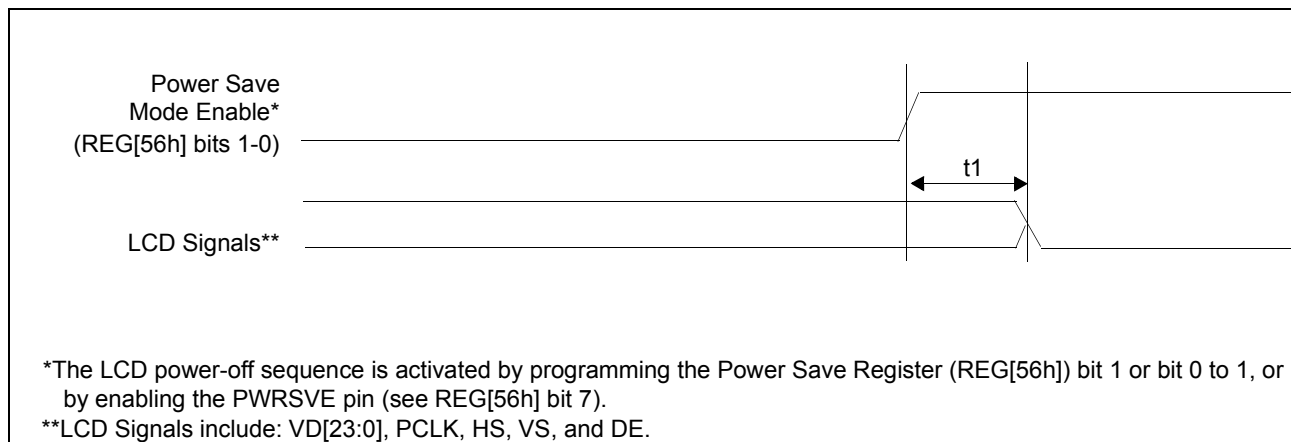 Power Save
Mode Enable*
(REG[56h] bits 1-0)
t1
LCD Signals**
*The LCD power-off sequence is activated by programming the Power Save Register (REG[56h]) bit 1 or bit 0 to 1, or
by enabling the PWRSVE pin (see REG[56h] bit 7).
**LCD Signals include: VD[23:0], PCLK, HS, VS, and DE.